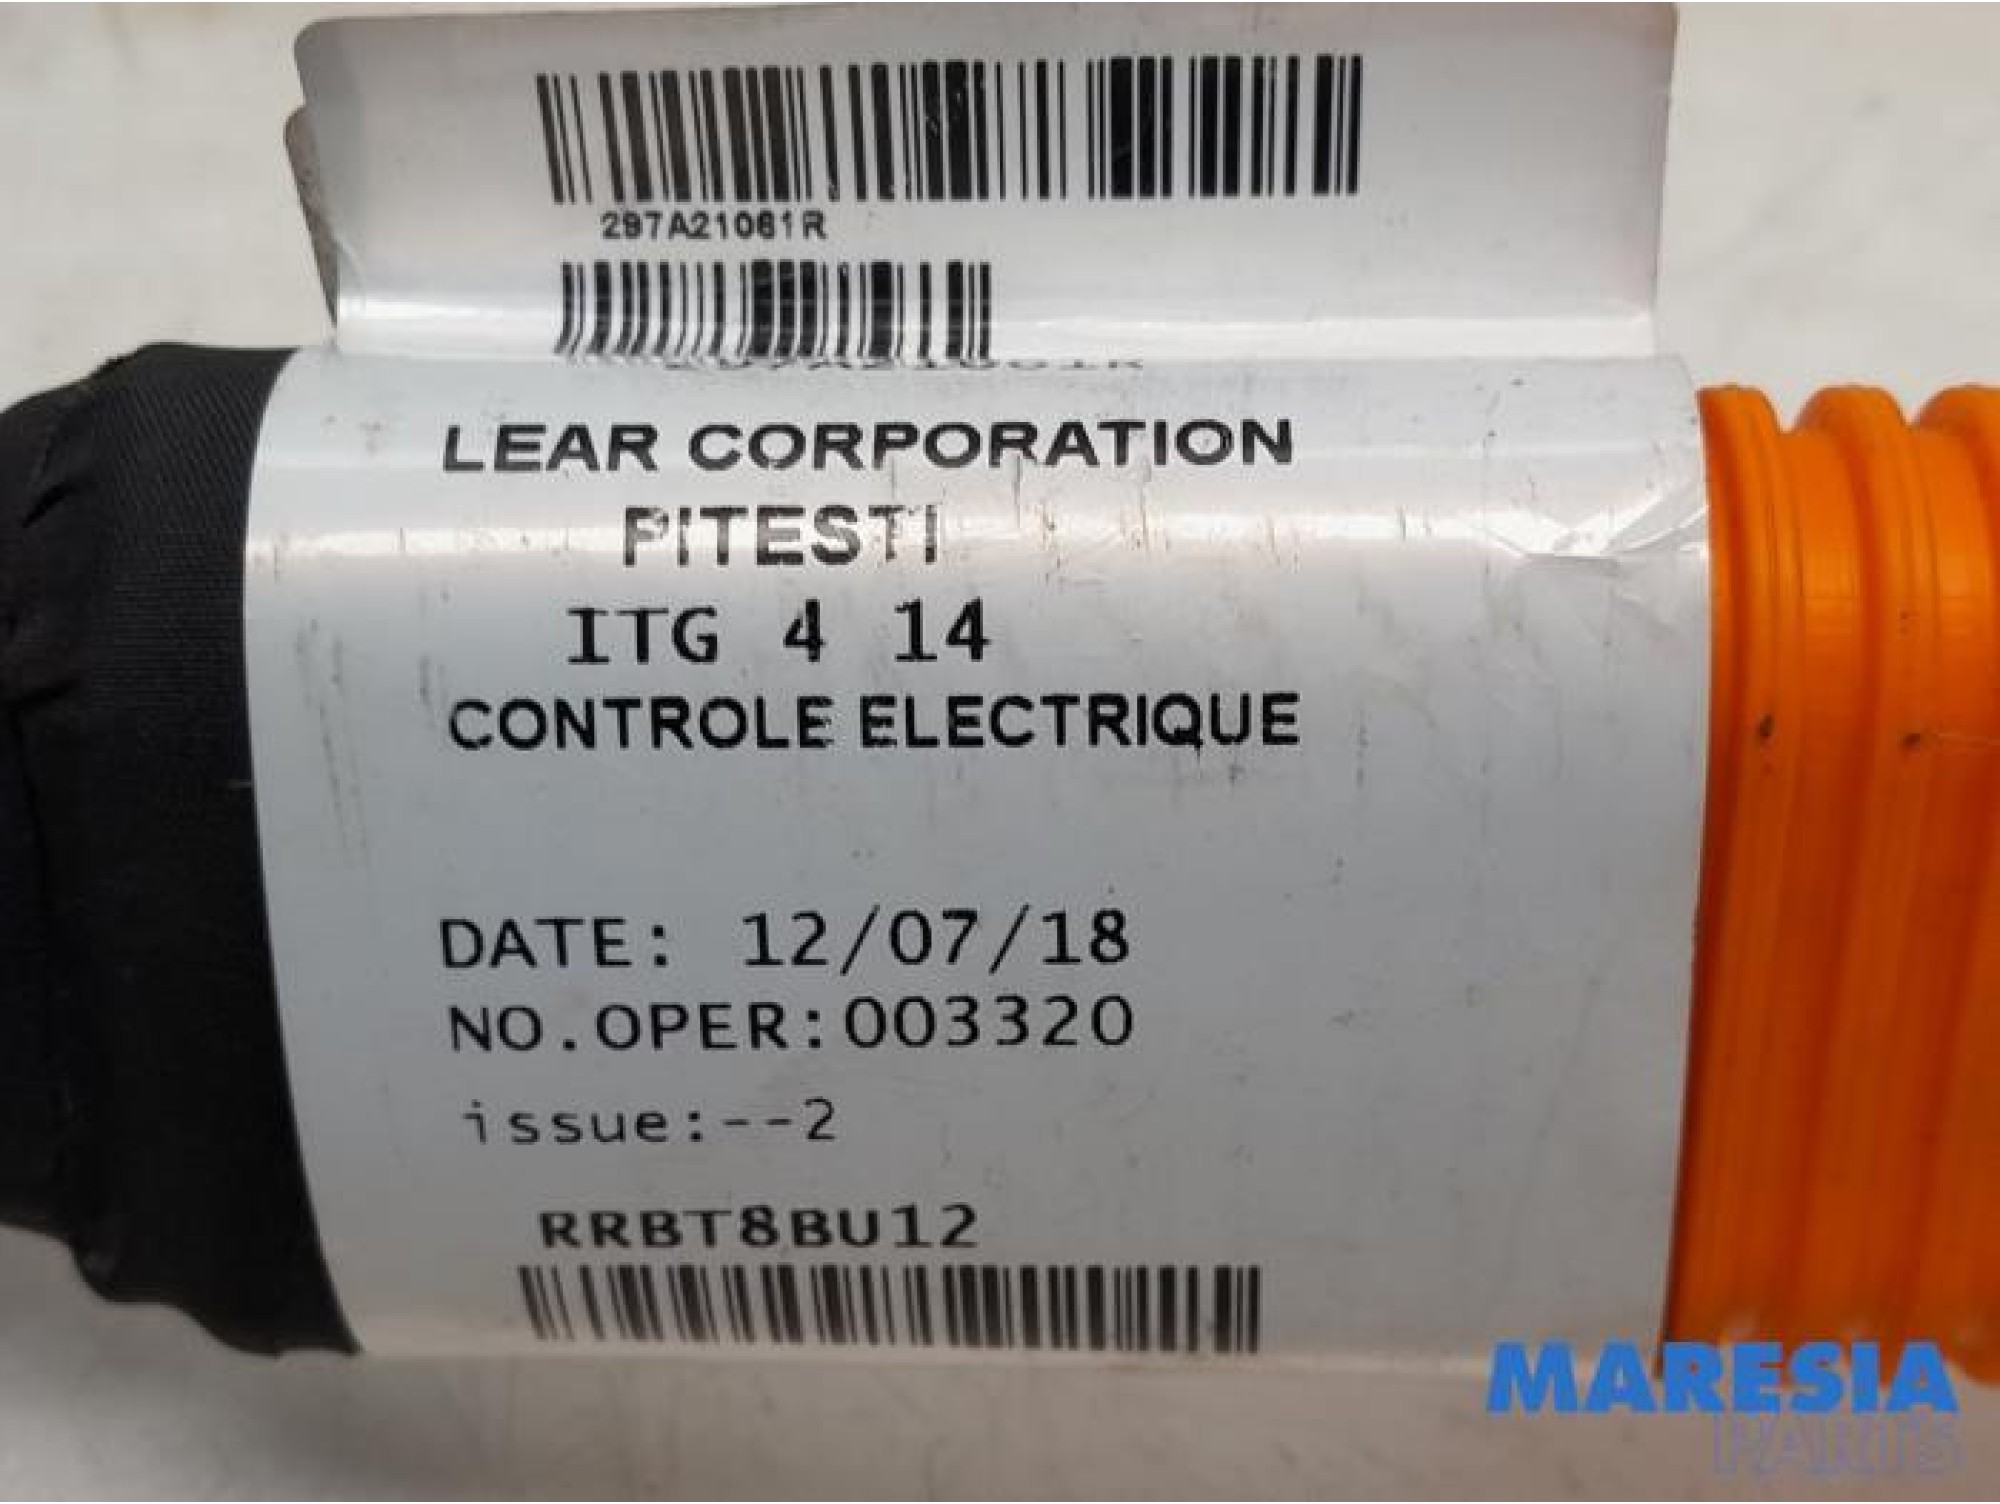 297A21061R
LEAR CORPORATION
PITESTI
ITG 4 14
CONTROLE ELECTRIQUE
DATE: 12/07/18
NO.OPER:003320
issue:--2
RRBT8BU12
MARESIA
PARTS